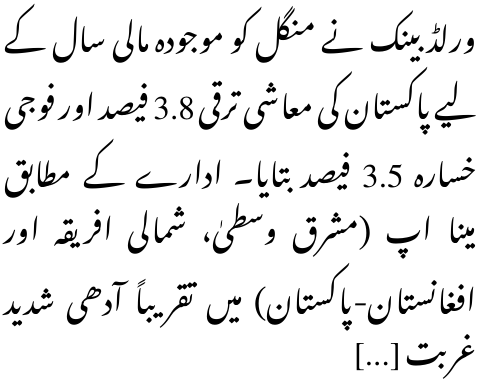 ورلڈ بینک نے منگل کو موجودہ مالی سال کے
لیے پاکستان کی معاشی ترقی 3.8 فیصد اور فوجی
خسارہ 3.5 فیصد بتایا۔ ادارے کے مطابق
مینا اپ (مشرق وسطیٰ، شمالی افریقہ اور
افغانستان-پاکستان) میں تقریباً آدھی شدید
غربت [...]